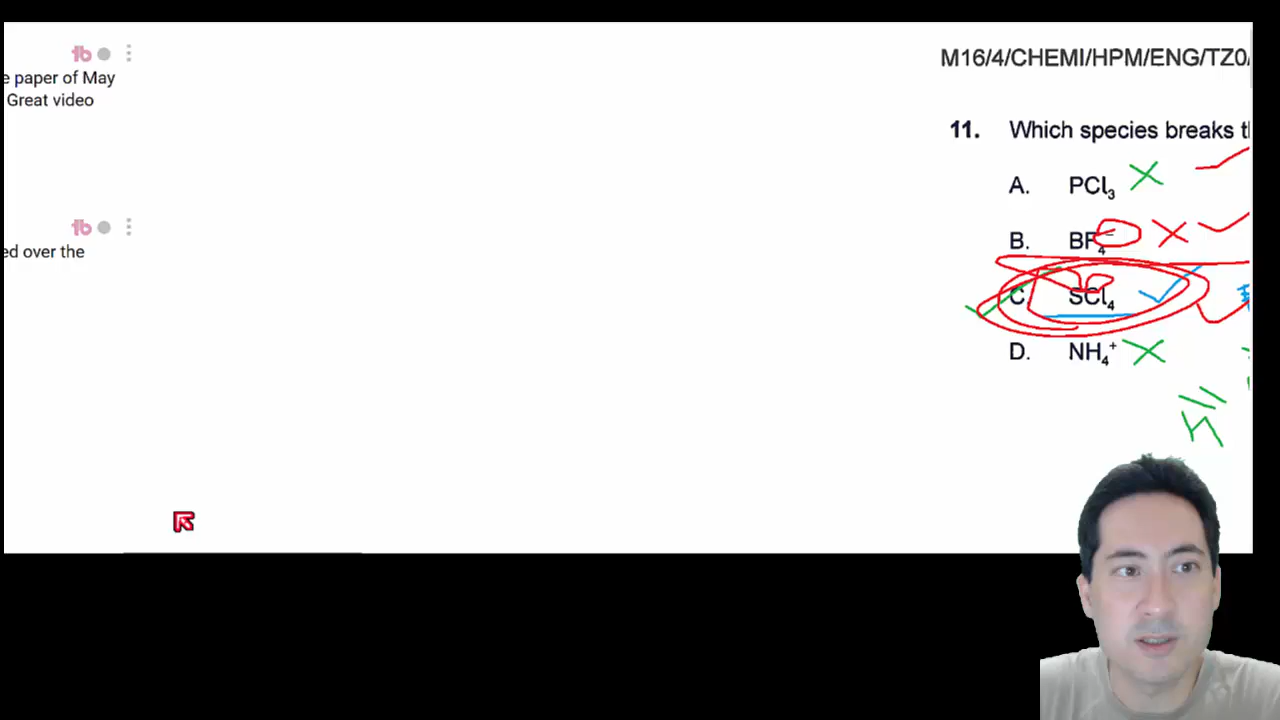 e paper of May
Great video
ed over the
M16/4/CHEMI/HPM/ENG/TZ0/
11. Which species breaks t
A. PCl₃
B. BF₄⁻
C SCl₄
D. NH₄⁺